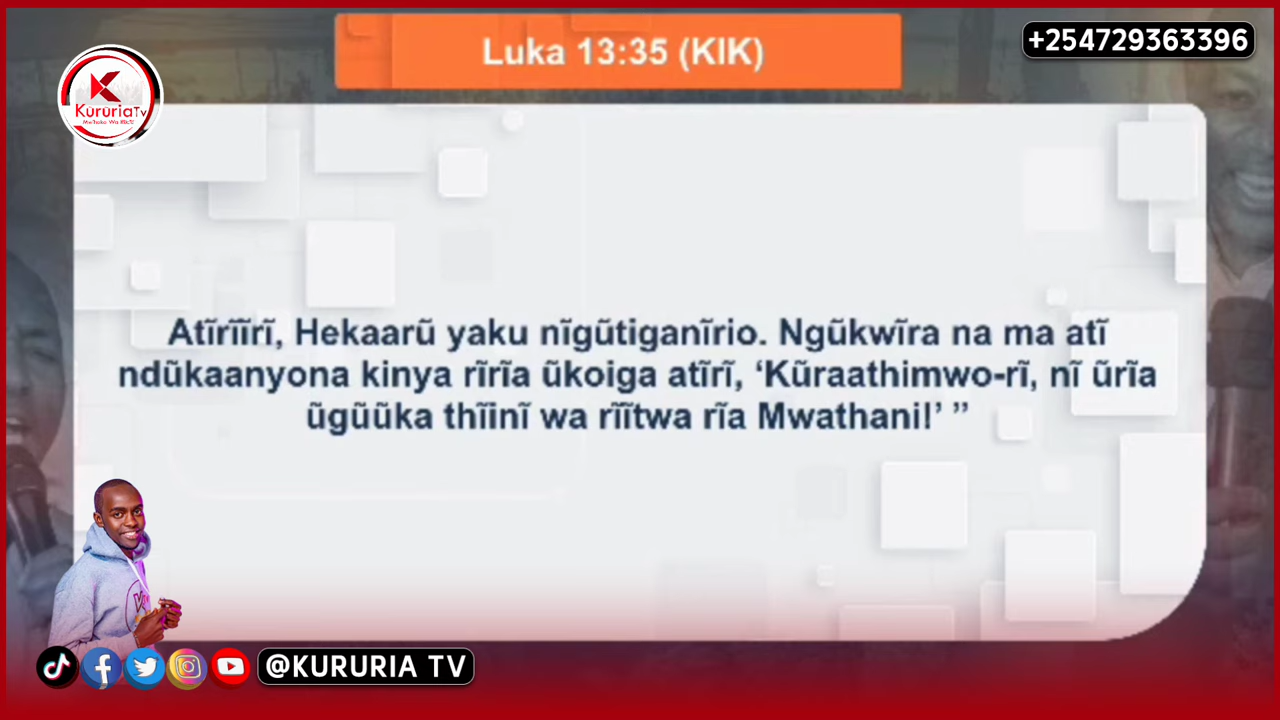 Luka 13:35 (KIK)
+254729363396
K
KururiaTv
Atĩrĩĩrĩ, Hekaarũ yaku nĩgũtiganĩrio. Ngũkwĩra na ma atĩ
ndũkaanyona kinya rĩrĩa ũkoiga atĩrĩ, ‘Kũraathimwo-rĩ, nĩ ũrĩa
ũgũũka thĩinĩ wa rĩĩtwa rĩa Mwathani!’ ”
@KURURIA TV